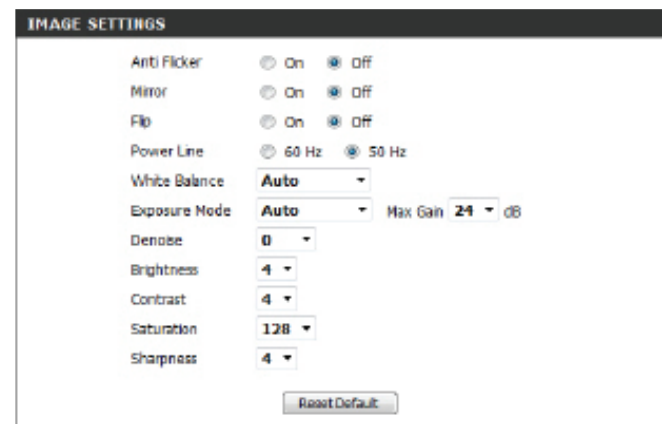 IMAGE SETTINGS
Anti Flicker On Off
Mirror On Off
Flip On Off
Power Line 60 Hz 50 Hz
White Balance Auto
Exposure Mode Auto Max Gain 24 dB
Denoise 0
Brightness 4
Contrast 4
Saturation 128
Sharpness 4
Reset Default